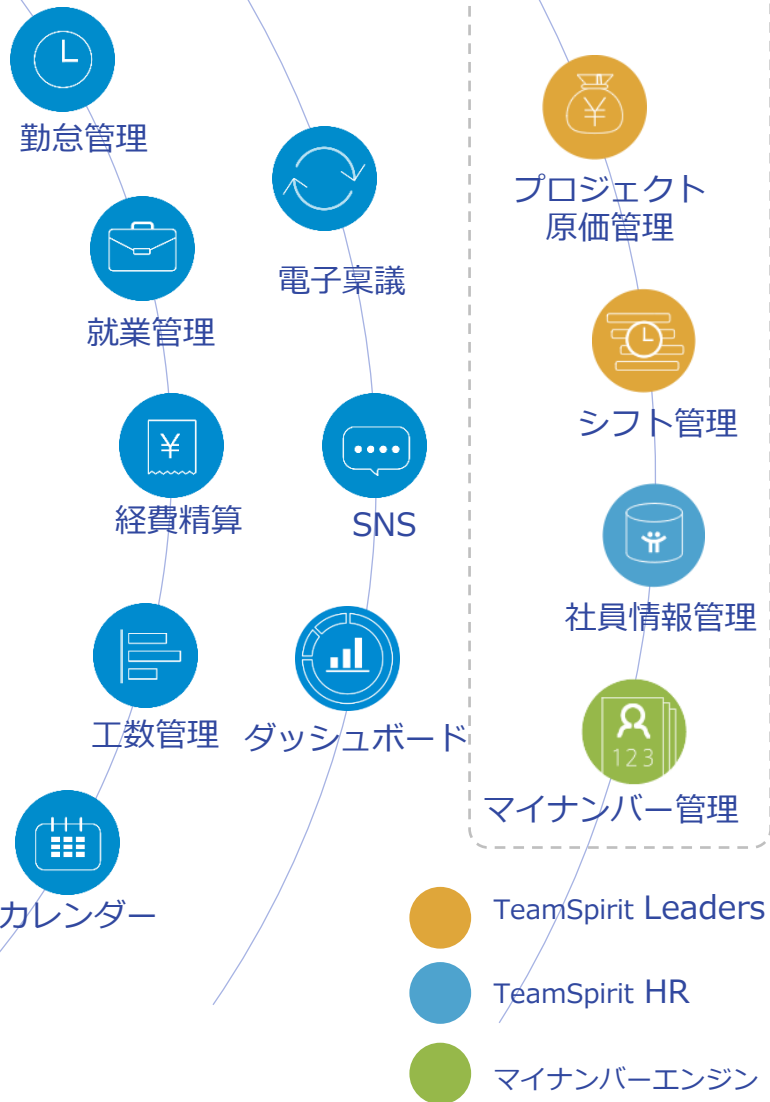 勤怠管理
就業管理
¥
経費精算
工数管理
カレンダー
電子稟議
SNS
ダッシュボード
¥
プロジェクト
原価管理
シフト管理
社員情報管理
123
マイナンバー管理
TeamSpirit Leaders
TeamSpirit HR
マイナンバーエンジン